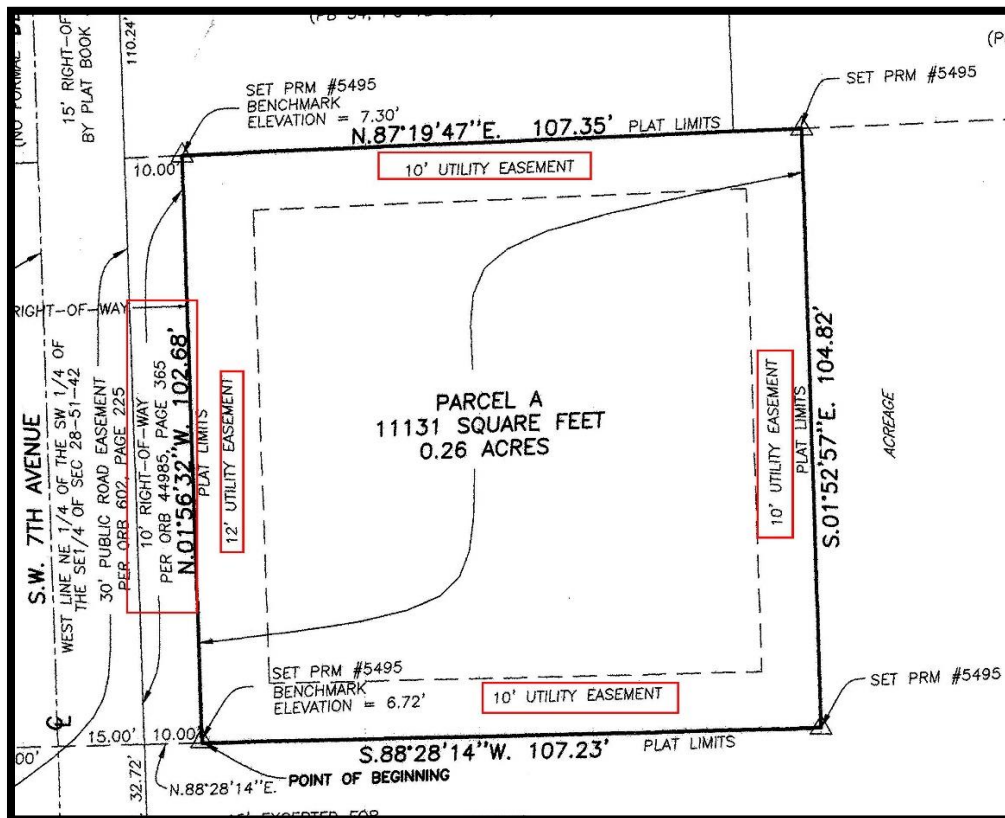 110.24'
15' RIGHT-OF
BY PLAT BOOK
SET PRM #5495
BENCHMARK
ELEVATION = 7.30'
SET PRM #5495
N.87°19'47"E. 107.35' PLAT LIMITS
10.00'
10' UTILITY EASEMENT
RIGHT-OF-WAY
S.W. 7TH AVENUE
WEST LINE NE 1/4 OF THE SW 1/4 OF
THE SE1/4 OF SEC 28-51-42
30' PUBLIC ROAD EASEMENT
PER ORB 602, PAGE 225
10' RIGHT-OF-WAY
PER ORB 44985, PAGE 365
N.01°56'32"W. 102.68'
PLAT LIMITS
12' UTILITY EASEMENT
PARCEL A
11131 SQUARE FEET
0.26 ACRES
10' UTILITY EASEMENT
PLAT LIMITS
S.01°52'57"E. 104.82'
ACREAGE
SET PRM #5495
BENCHMARK
ELEVATION = 6.72'
10' UTILITY EASEMENT
SET PRM #5495
00'
15.00'
10.00'
S.88°28'14"W. 107.23' PLAT LIMITS
32.72'
N.88°28'14"E.
POINT OF BEGINNING